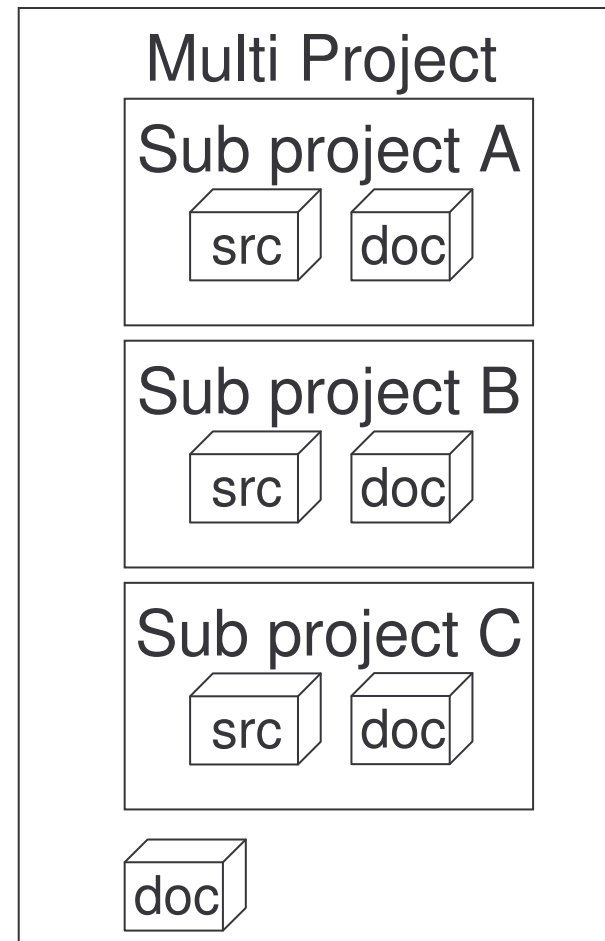 Multi Project
Sub project A
src doc
Sub project B
src doc
Sub project C
src doc
doc